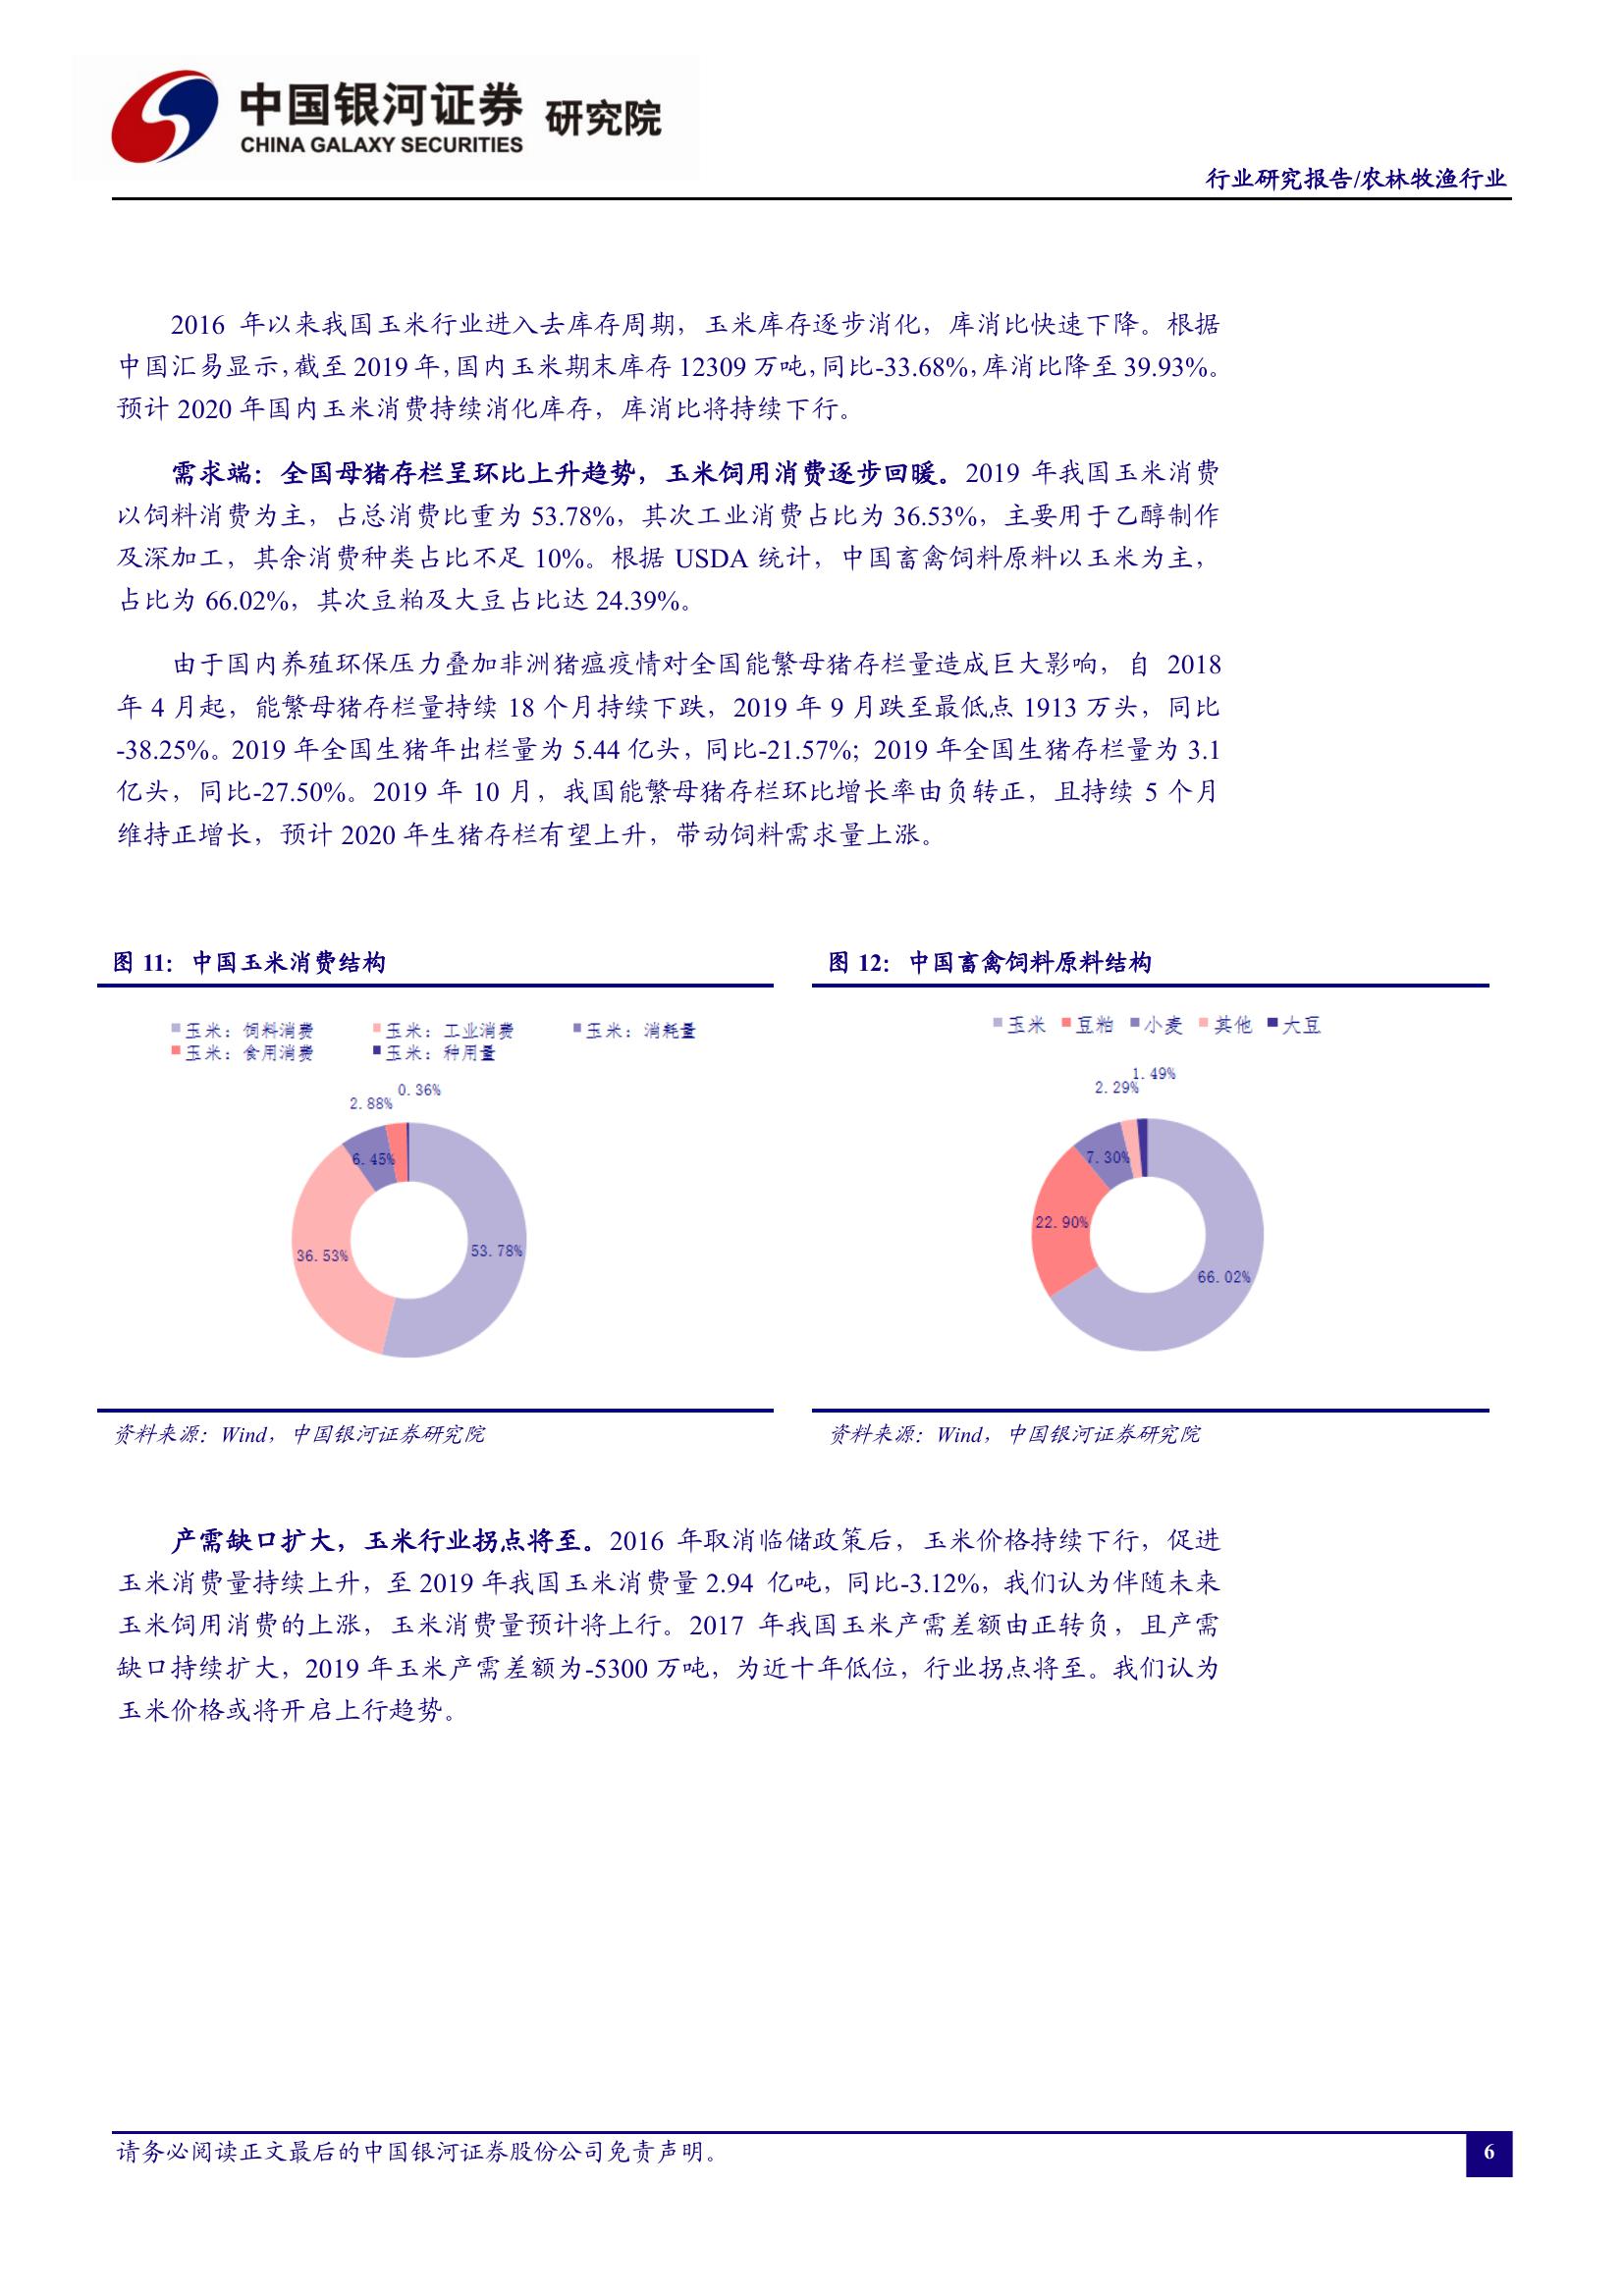 中国银河证券 研究院
CHINA GALAXY SECURITIES
行业研究报告/农林牧渔行业
2016 年以来我国玉米行业进入去库存周期，玉米库存逐步消化，库消比快速下降。根据
中国汇易显示，截至 2019 年，国内玉米期末库存 12309 万吨，同比-33.68%，库消比降至 39.93%。
预计 2020 年国内玉米消费持续消化库存，库消比将持续下行。
需求端：全国母猪存栏呈环比上升趋势，玉米饲用消费逐步回暖。2019 年我国玉米消费
以饲料消费为主，占总消费比重为 53.78%，其次工业消费占比为 36.53%，主要用于乙醇制作
及深加工，其余消费种类占比不足 10%。根据 USDA 统计，中国畜禽饲料原料以玉米为主，
占比为 66.02%，其次豆粕及大豆占比达 24.39%。
由于国内养殖环保压力叠加非洲猪瘟疫情对全国能繁母猪存栏量造成巨大影响，自 2018
年 4 月起，能繁母猪存栏量持续 18 个月持续下跌，2019 年 9 月跌至最低点 1913 万头，同比
-38.25%。2019 年全国生猪年出栏量为 5.44 亿头，同比-21.57%；2019 年全国生猪存栏量为 3.1
亿头，同比-27.50%。2019 年 10 月，我国能繁母猪存栏环比增长率由负转正，且持续 5 个月
维持正增长，预计 2020 年生猪存栏有望上升，带动饲料需求量上涨。
图 11：中国玉米消费结构
玉米：饲料消费 玉米：工业消费 玉米：消耗量
玉米：食用消费 玉米：种用量
0.36%
2.88%
6.45%
53.78%
36.53%
资料来源：Wind，中国银河证券研究院
图 12：中国畜禽饲料原料结构
玉米 豆粕 小麦 其他 大豆
1.49%
2.29%
7.30%
22.90%
66.02%
资料来源：Wind，中国银河证券研究院
产需缺口扩大，玉米行业拐点将至。2016 年取消临储政策后，玉米价格持续下行，促进
玉米消费量持续上升，至 2019 年我国玉米消费量 2.94 亿吨，同比-3.12%，我们认为伴随未来
玉米饲用消费的上涨，玉米消费量预计将上行。2017 年我国玉米产需差额由正转负，且产需
缺口持续扩大，2019 年玉米产需差额为-5300 万吨，为近十年低位，行业拐点将至。我们认为
玉米价格或将开启上行趋势。
请务必阅读正文最后的中国银河证券股份公司免责声明。
6